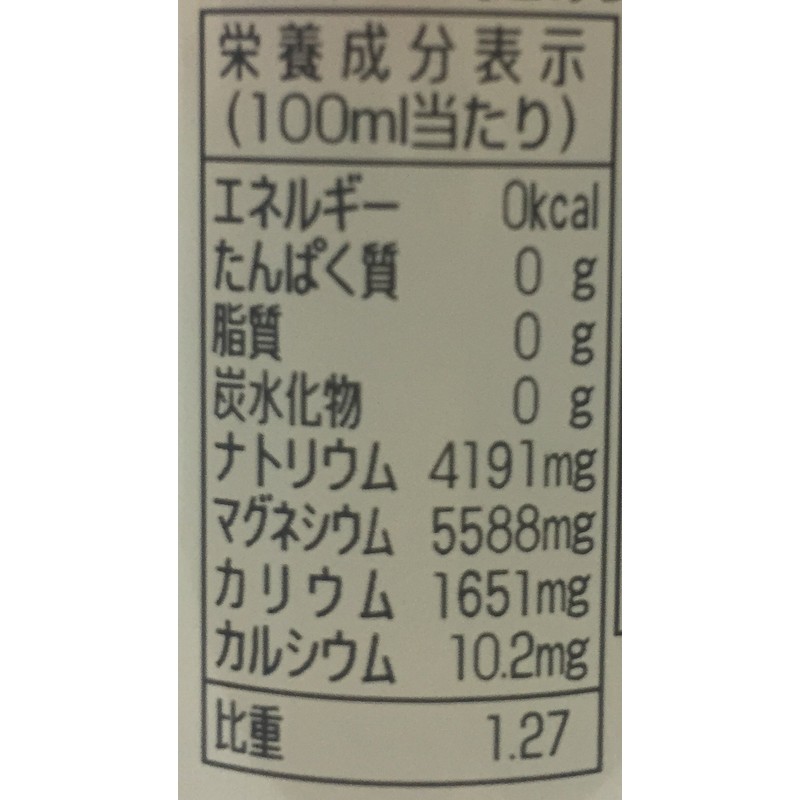 栄養成分表示
(100ml当たり)
エネルギー 0kcal
たんぱく質 0 g
脂質 0 g
炭水化物 0 g
ナトリウム 4191mg
マグネシウム 5588mg
カリウム 1651mg
カルシウム 10.2mg
比重 1.27